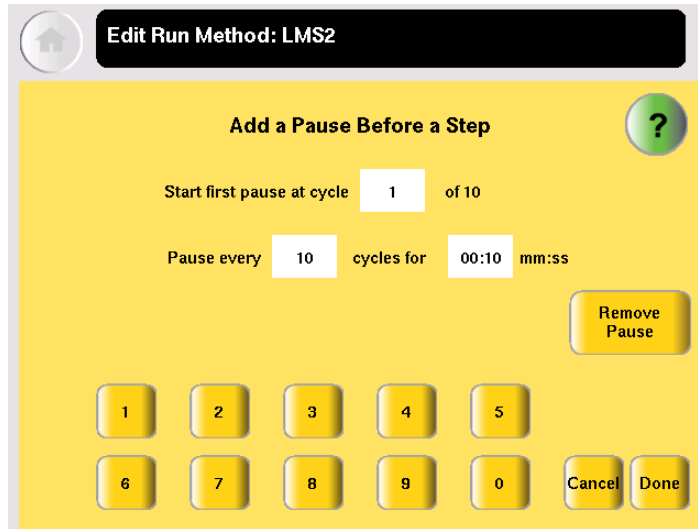 Edit Run Method: LMS2
Add a Pause Before a Step
?
Start first pause at cycle 1 of 10
Pause every 10 cycles for 00:10 mm:ss
Remove
Pause
1 2 3 4 5
6 7 8 9 0 Cancel Done